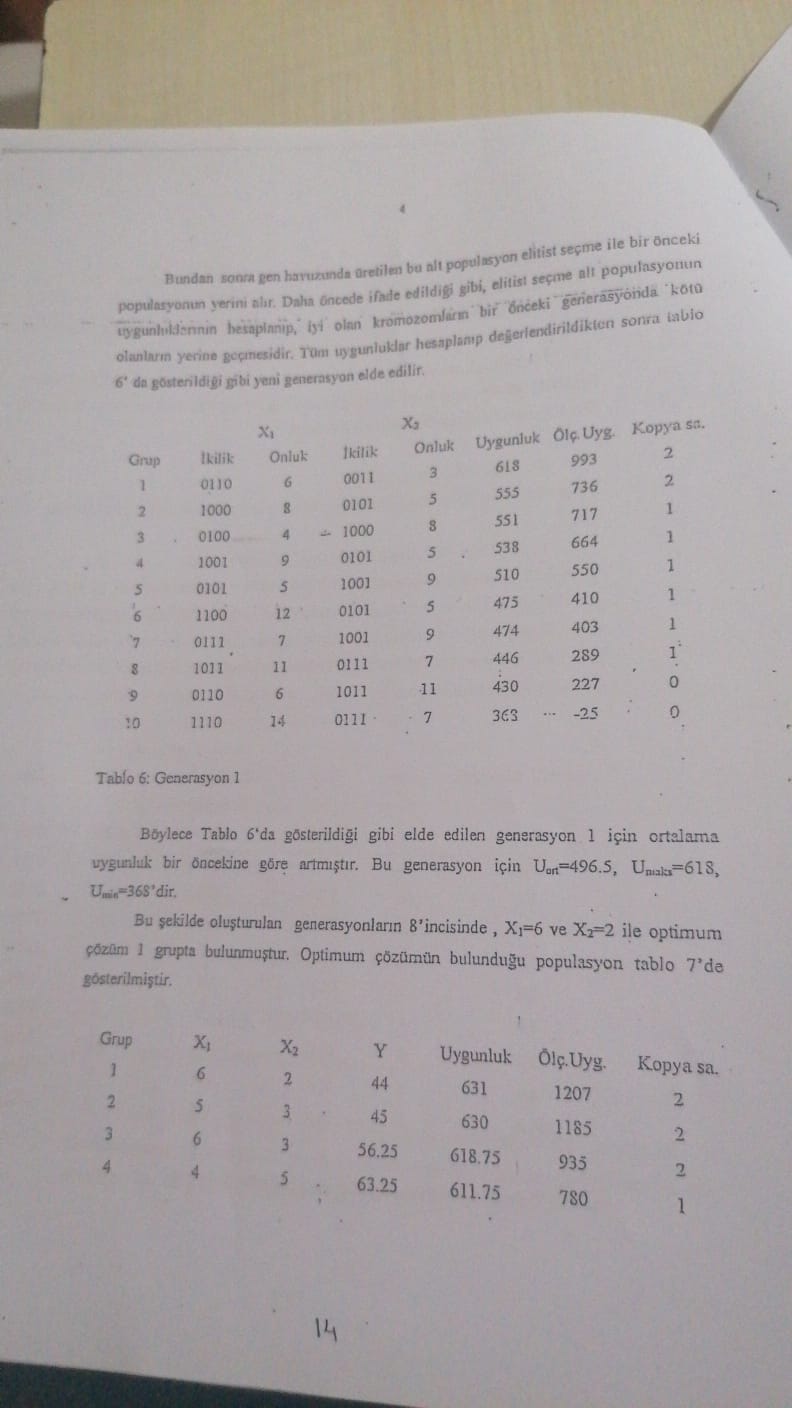 Bundan sonra gen havuzunda üretilen bu alt populasyon elitist seçme ile bir önceki
populasyonun yerini alır. Daha öncede ifade edildiği gibi, elitist seçme alt populasyonun
uygunluklarının hesaplanıp, iyi olan kromozomların bir önceki generasyonda kötü
olanların yerine geçmesidir. Tüm uygunluklar hesaplanıp değerlendirildikten sonra tablo
6' da gösterildiği gibi yeni generasyon elde edilir.
X₁ X₂
Grup İkilik Onluk İkilik Onluk Uygunluk Ölç. Uyg. Kopya sa.
1 0110 6 0011 3 618 993 2
2 1000 8 0101 5 555 736 2
3 0100 4 1000 8 551 717 1
4 1001 9 0101 5 538 664 1
5 0101 5 1001 9 510 550 1
6 1100 12 0101 5 475 410 1
7 0111 7 1001 9 474 403 1
8 1011 11 0111 7 446 289 1
9 0110 6 1011 11 430 227 0
10 1110 14 0111 7 363 -25 0
Tablo 6: Generasyon 1
Böylece Tablo 6'da gösterildiği gibi elde edilen generasyon 1 için ortalama
uygunluk bir öncekine göre artmıştır. Bu generasyon için Uort=496.5, Umaks=618,
Umin=368'dir.
Bu şekilde oluşturulan generasyonların 8'incisinde , X₁=6 ve X₂=2 ile optimum
çözüm 1 grupta bulunmuştur. Optimum çözümün bulunduğu populasyon tablo 7'de
gösterilmiştir.
Grup X₁ X₂ Y Uygunluk Ölç.Uyg. Kopya sa.
1 6 2 44 631 1207 2
2 5 3 45 630 1185 2
3 6 3 56.25 618.75 935 2
4 4 5 63.25 611.75 780 1
14